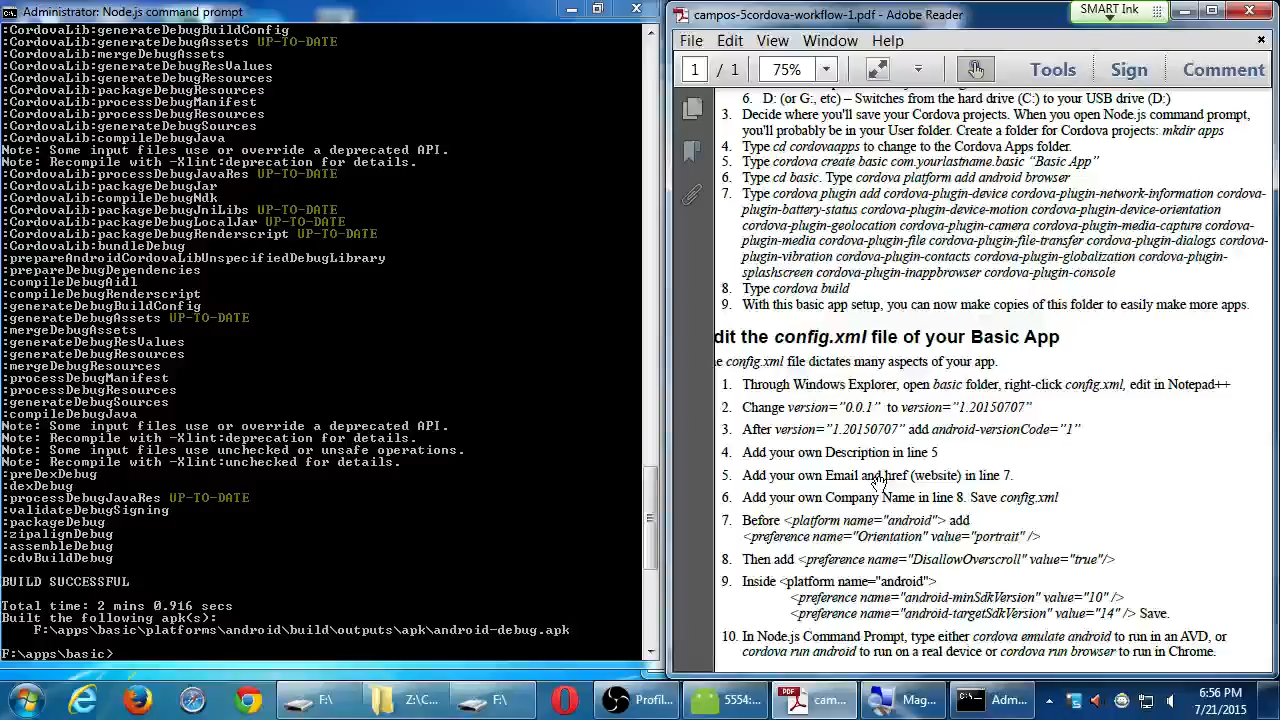 Administrator: Node.js command prompt
:CordovaLib:generateDebugBuildConfig
:CordovaLib:generateDebugAssets UP-TO-DATE
:CordovaLib:mergeDebugAssets
:CordovaLib:generateDebugResValues
:CordovaLib:generateDebugResources
:CordovaLib:packageDebugResources
:CordovaLib:processDebugManifest
:CordovaLib:processDebugResources
:CordovaLib:generateDebugSources
:CordovaLib:compileDebugJava
Note: Some input files use or override a deprecated API.
Note: Recompile with -Xlint:deprecation for details.
:CordovaLib:processDebugJavaRes UP-TO-DATE
:CordovaLib:packageDebugJar
:CordovaLib:compileDebugNdk
:CordovaLib:packageDebugJniLibs UP-TO-DATE
:CordovaLib:packageDebugLocalJar UP-TO-DATE
:CordovaLib:packageDebugRenderscript UP-TO-DATE
:CordovaLib:bundleDebug
:prepareAndroidCordovaLibUnspecifiedDebugLibrary
:prepareDebugDependencies
:compileDebugAidl
:compileDebugRenderscript
:generateDebugBuildConfig
:generateDebugAssets UP-TO-DATE
:mergeDebugAssets
:generateDebugResValues
:generateDebugResources
:mergeDebugResources
:processDebugManifest
:processDebugResources
:generateDebugSources
:compileDebugJava
Note: Some input files use or override a deprecated API.
Note: Recompile with -Xlint:deprecation for details.
Note: Some input files use unchecked or unsafe operations.
Note: Recompile with -Xlint:unchecked for details.
:preDexDebug
:dexDebug
:processDebugJavaRes UP-TO-DATE
:validateDebugSigning
:packageDebug
:zipalignDebug
:assembleDebug
:cdvBuildDebug
BUILD SUCCESSFUL
Total time: 2 mins 0.916 secs
Built the following apk(s):
F:\apps\basic\platforms\android\build\outputs\apk\android-debug.apk
F:\apps\basic>
campos-5cordova-workflow-1.pdf - Adobe Reader
SMART Ink
File Edit View Window Help
1 / 1 75% Tools Sign Comment
6. D: (or G:, etc) – Switches from the hard drive (C:) to your USB drive (D:)
3. Decide where you'll save your Cordova projects. When you open Node.js command prompt,
you'll probably be in your User folder. Create a folder for Cordova projects: mkdir apps
4. Type cd cordovaapps to change to the Cordova Apps folder.
5. Type cordova create basic com.yourlastname.basic “Basic App”
6. Type cd basic. Type cordova platform add android browser
7. Type cordova plugin add cordova-plugin-device cordova-plugin-network-information cordova-
plugin-battery-status cordova-plugin-device-motion cordova-plugin-device-orientation
cordova-plugin-geolocation cordova-plugin-camera cordova-plugin-media-capture cordova-
plugin-media cordova-plugin-file cordova-plugin-file-transfer cordova-plugin-dialogs cordova-
plugin-vibration cordova-plugin-contacts cordova-plugin-globalization cordova-plugin-
splashscreen cordova-plugin-inappbrowser cordova-plugin-console
8. Type cordova build
9. With this basic app setup, you can now make copies of this folder to easily make more apps.
dit the config.xml file of your Basic App
e config.xml file dictates many aspects of your app.
1. Through Windows Explorer, open basic folder, right-click config.xml, edit in Notepad++
2. Change version=”0.0.1” to version=”1.20150707”
3. After version=”1.20150707” add android-versionCode=”1”
4. Add your own Description in line 5
5. Add your own Email and href (website) in line 7.
6. Add your own Company Name in line 8. Save config.xml
7. Before <platform name="android"> add
<preference name="Orientation" value="portrait" />
8. Then add <preference name="DisallowOverscroll" value="true"/>
9. Inside <platform name="android">
<preference name="android-minSdkVersion" value="10" />
<preference name="android-targetSdkVersion" value="14" /> Save.
10. In Node.js Command Prompt, type either cordova emulate android to run in an AVD, or
cordova run android to run on a real device or cordova run browser to run in Chrome.
F:\ Z:\C... F:\ Profil... 5554:... cam... Mag... Adm...
6:56 PM
7/21/2015